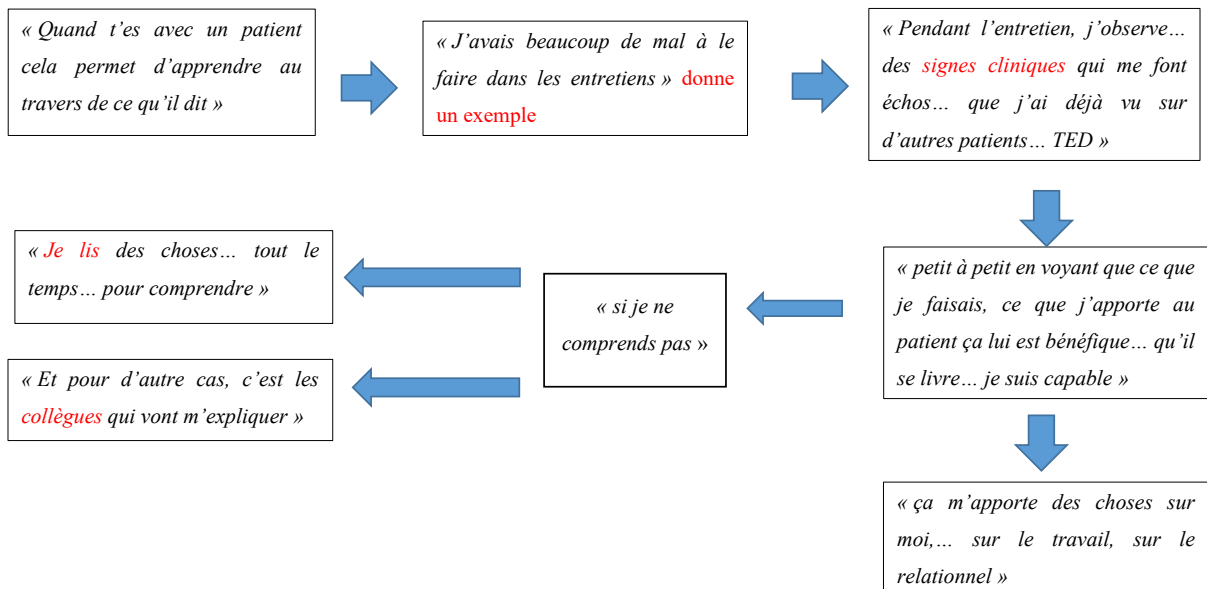 « Quand t'es avec un patient
cela permet d'apprendre au
travers de ce qu'il dit »
« J'avais beaucoup de mal à le
faire dans les entretiens » donne
un exemple
« Pendant l'entretien, j'observe…
des signes cliniques qui me font
échos… que j'ai déjà vu sur
d'autres patients… TED »
« petit à petit en voyant que ce que
je faisais, ce que j'apporte au
patient ça lui est bénéfique… qu'il
se livre… je suis capable »
« si je ne
comprends pas »
« Je lis des choses… tout le
temps… pour comprendre »
« Et pour d'autre cas, c'est les
collègues qui vont m'expliquer »
« ça m'apporte des choses sur
moi,… sur le travail, sur le
relationnel »